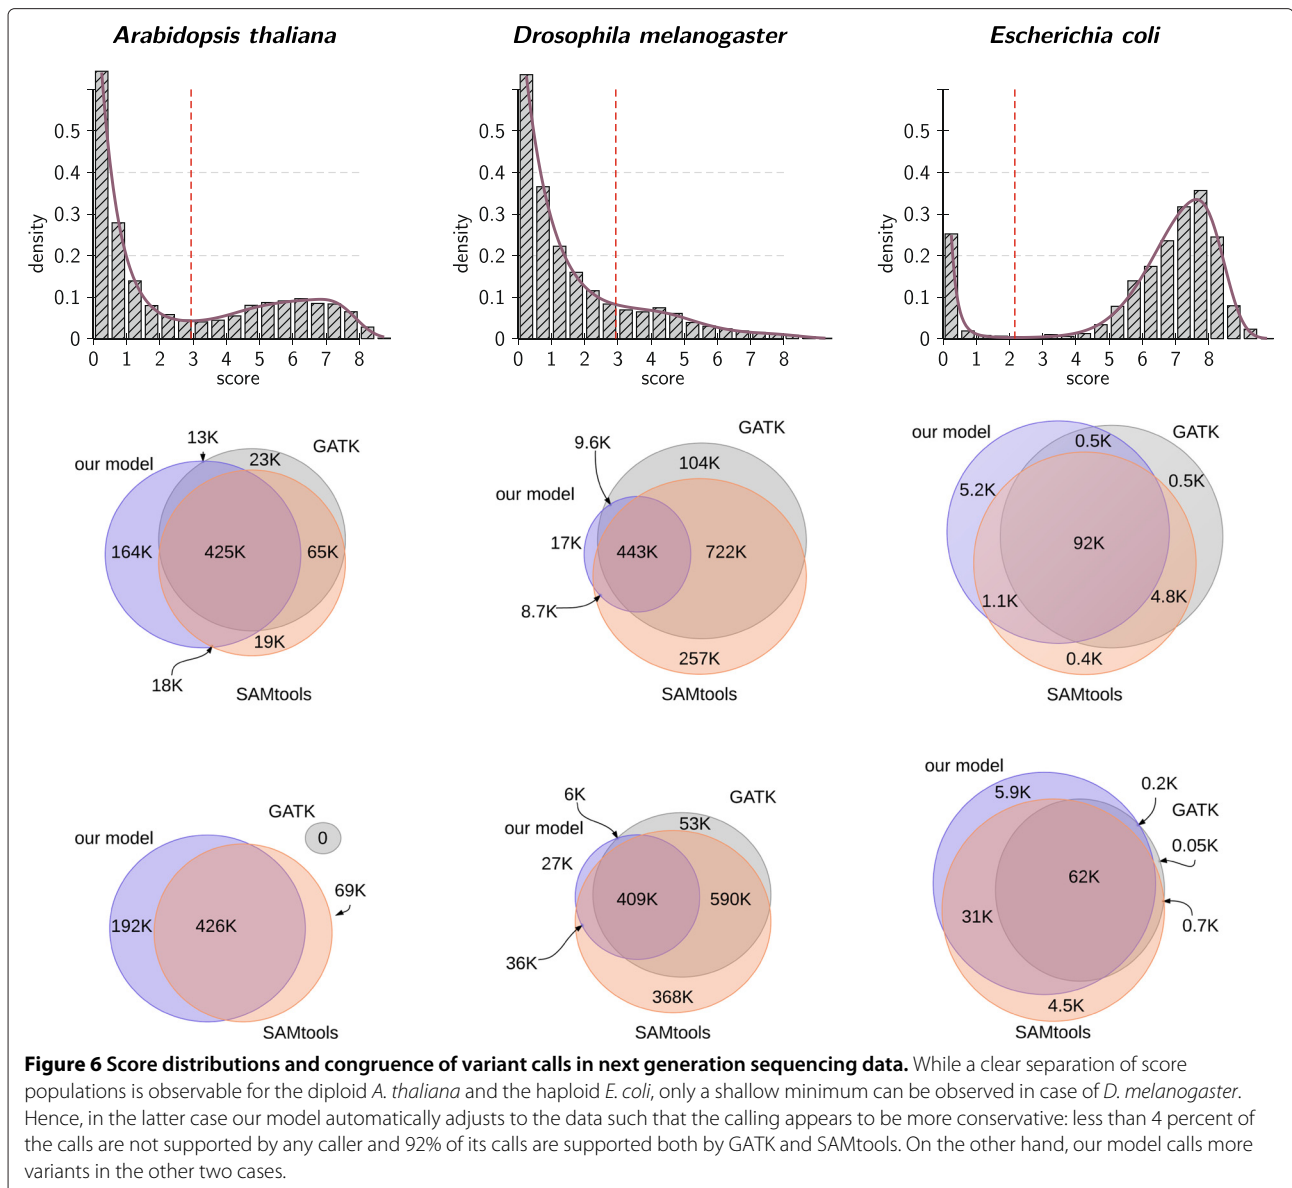 Arabidopsis thaliana
Drosophila melanogaster
Escherichia coli
0.5
0.4
0.3
0.2
0.1
0
density
0 1 2 3 4 5 6 7 8
score
0.5
0.4
0.3
0.2
0.1
0
density
0 1 2 3 4 5 6 7 8
score
0.5
0.4
0.3
0.2
0.1
0
density
0 1 2 3 4 5 6 7 8
score
13K
GATK
our model
23K
164K
425K
65K
19K
18K
SAMtools
GATK
9.6K
104K
our model
17K
443K
722K
8.7K
257K
SAMtools
our model
GATK
0.5K
5.2K
0.5K
92K
1.1K
4.8K
0.4K
SAMtools
GATK
our model
0
69K
192K
426K
SAMtools
6K
GATK
our model
53K
27K
409K
590K
36K
368K
SAMtools
our model
0.2K
5.9K
GATK
0.05K
62K
31K
0.7K
4.5K
SAMtools
Figure 6 Score distributions and congruence of variant calls in next generation sequencing data. While a clear separation of score
populations is observable for the diploid A. thaliana and the haploid E. coli, only a shallow minimum can be observed in case of D. melanogaster.
Hence, in the latter case our model automatically adjusts to the data such that the calling appears to be more conservative: less than 4 percent of
the calls are not supported by any caller and 92% of its calls are supported both by GATK and SAMtools. On the other hand, our model calls more
variants in the other two cases.